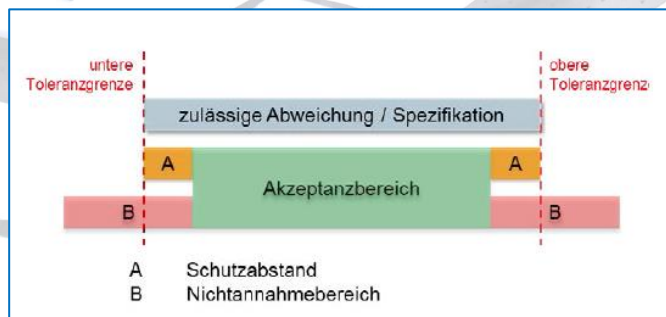 untere
Toleranzgrenze
obere
Toleranzgrenze
zulässige Abweichung / Spezifikation
A
Akzeptanzbereich
A
B
B
A Schutzabstand
B Nichtannahmebereich